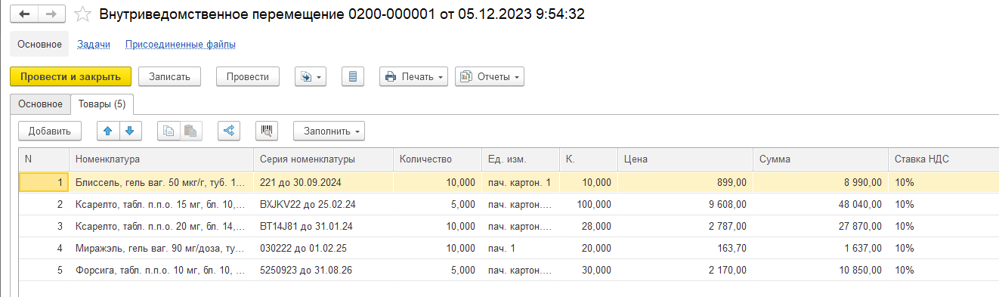 Внутриведомственное перемещение 0200-000001 от 05.12.2023 9:54:32
Основное Задачи Присоединенные файлы
Провести и закрыть Записать Провести Печать Отчеты
Основное Товары (5)
Добавить Заполнить
N Номенклатура Серия номенклатуры Количество Ед. изм. К. Цена Сумма Ставка НДС
1 Блиссель, гель ваг. 50 мкг/г, туб. 1... 221 до 30.09.2024 10,000 пач. картон. 1 10,000 899,00 8 990,00 10%
2 Ксарелто, табл. п.п.о. 15 мг, бл. 10,... BXJKV22 до 25.02.24 5,000 пач. картон.... 100,000 9 608,00 48 040,00 10%
3 Ксарелто, табл. п.п.о. 20 мг, бл. 14,... BT14J81 до 31.01.24 10,000 пач. картон.... 28,000 2 787,00 27 870,00 10%
4 Миражэль, гель ваг. 90 мг/доза, ту... 030222 до 01.02.25 10,000 пач. 1 20,000 163,70 1 637,00 10%
5 Форсига, табл. п.п.о. 10 мг, бл. 10, ... 5250923 до 31.08.26 5,000 пач. картон.... 30,000 2 170,00 10 850,00 10%